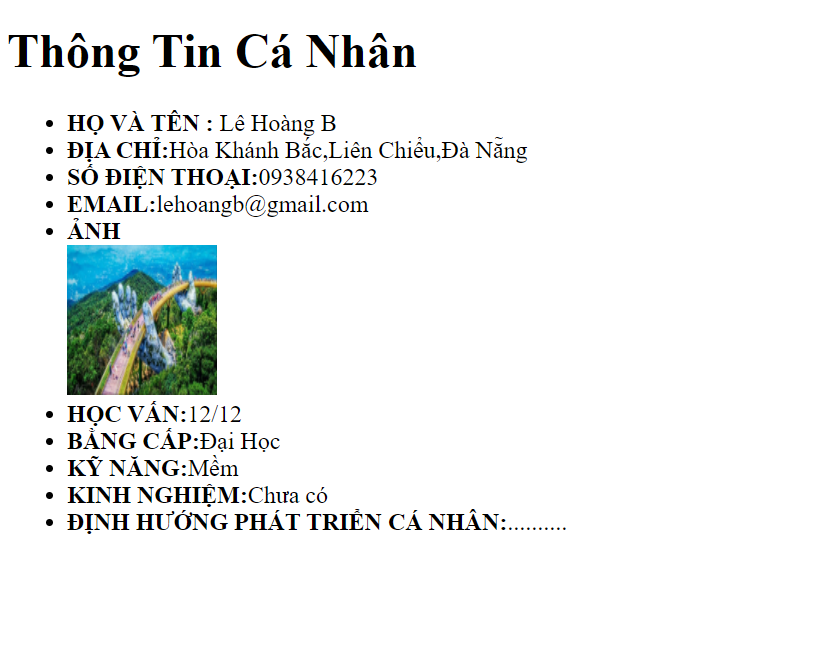 Thông Tin Cá Nhân
HỌ VÀ TÊN : Lê Hoàng B
ĐỊA CHỈ:Hòa Khánh Bắc,Liên Chiểu,Đà Nẵng
SỐ ĐIỆN THOẠI:0938416223
EMAIL:lehoangb@gmail.com
ẢNH
HỌC VẤN:12/12
BẰNG CẤP:Đại Học
KỸ NĂNG:Mềm
KINH NGHIỆM:Chưa có
ĐỊNH HƯỚNG PHÁT TRIỂN CÁ NHÂN:..........